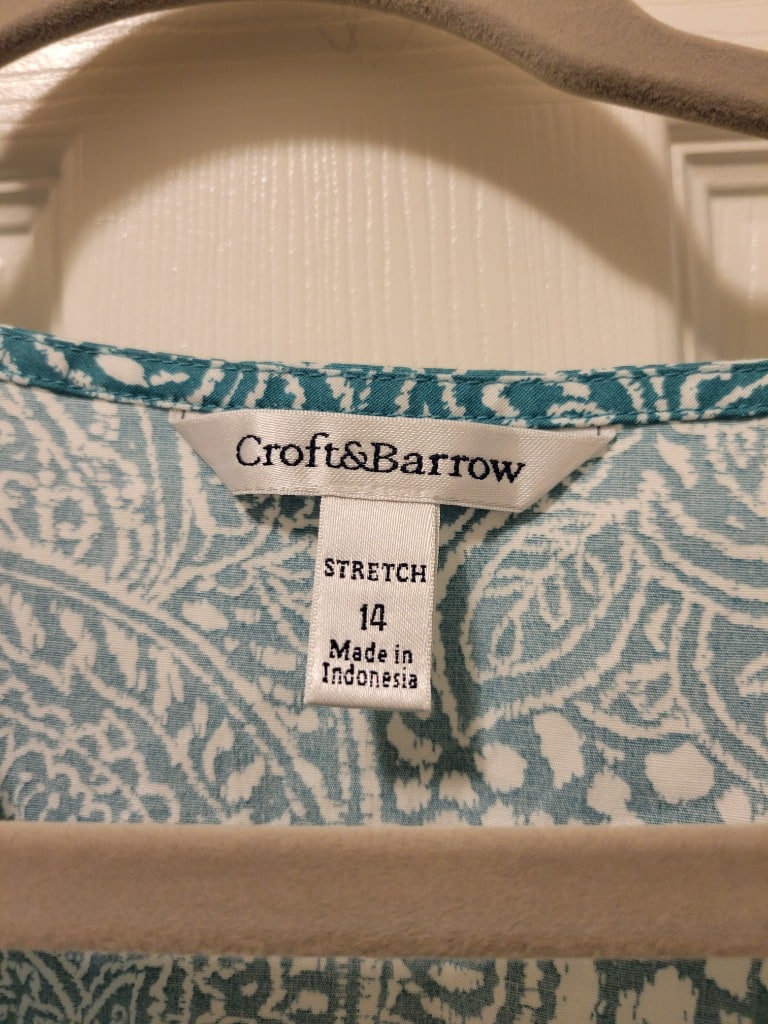 Croft&Barrow
STRETCH
14
Made in
Indonesia